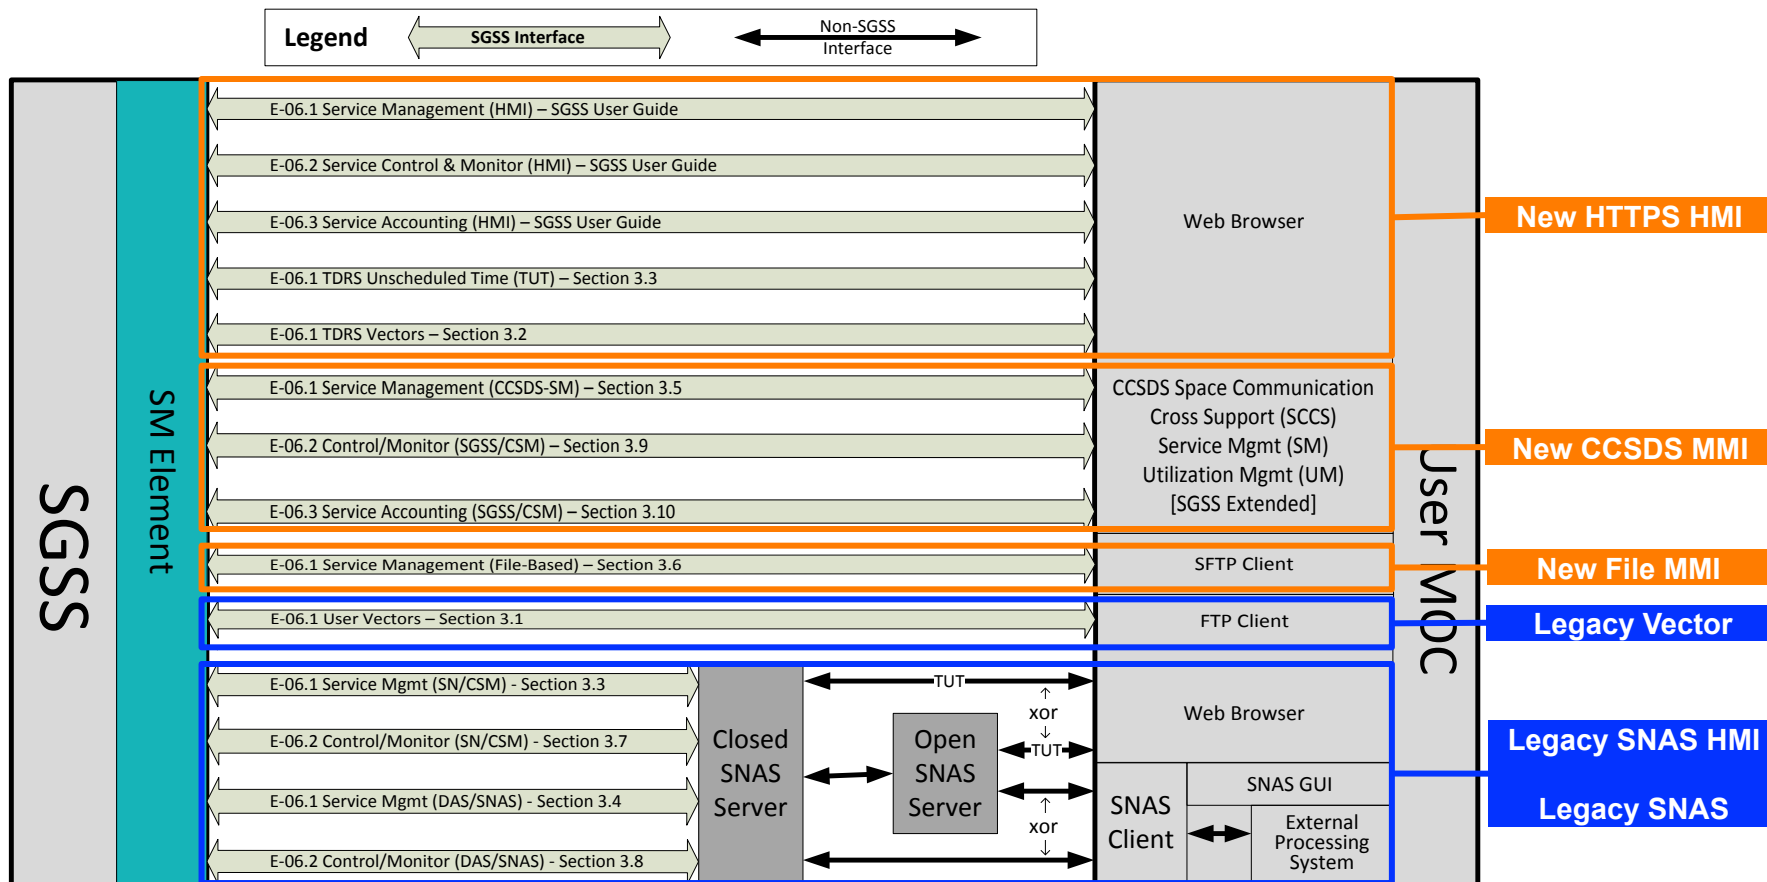 Legend
SGSS Interface
Non-SGSS
Interface
SGSS
SM Element
E-06.1 Service Management (HMI) – SGSS User Guide
E-06.2 Service Control & Monitor (HMI) – SGSS User Guide
E-06.3 Service Accounting (HMI) – SGSS User Guide
E-06.1 TDRS Unscheduled Time (TUT) – Section 3.3
E-06.1 TDRS Vectors – Section 3.2
Web Browser
New HTTPS HMI
E-06.1 Service Management (CCSDS-SM) – Section 3.5
E-06.2 Control/Monitor (SGSS/CSM) – Section 3.9
E-06.3 Service Accounting (SGSS/CSM) – Section 3.10
CCSDS Space Communication
Cross Support (SCCS)
Service Mgmt (SM)
Utilization Mgmt (UM)
[SGSS Extended]
New CCSDS MMI
User MOC
E-06.1 Service Management (File-Based) – Section 3.6
SFTP Client
New File MMI
E-06.1 User Vectors – Section 3.1
FTP Client
Legacy Vector
E-06.1 Service Mgmt (SN/CSM) - Section 3.3
E-06.2 Control/Monitor (SN/CSM) - Section 3.7
E-06.1 Service Mgmt (DAS/SNAS) - Section 3.4
E-06.2 Control/Monitor (DAS/SNAS) - Section 3.8
Closed
SNAS
Server
Open
SNAS
Server
TUT
xor
TUT
xor
Web Browser
SNAS
Client
SNAS GUI
External
Processing
System
Legacy SNAS HMI
Legacy SNAS